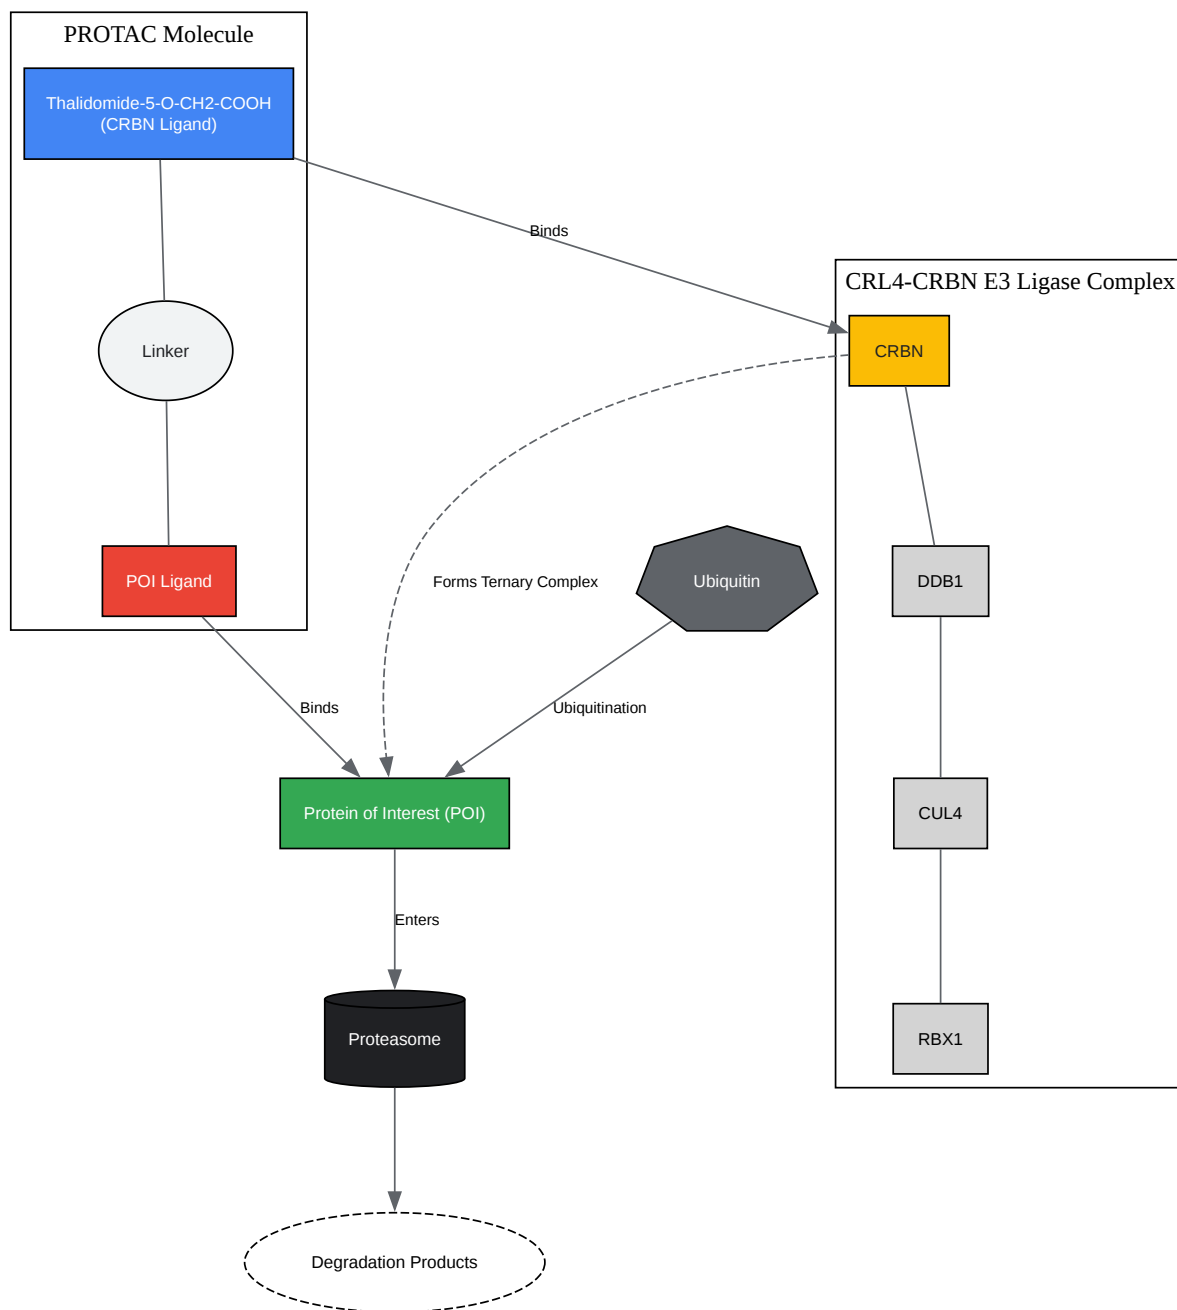 PROTAC Molecule
Thalidomide-5-O-CH2-COOH
(CRBN Ligand)
Binds
CRL4-CRBN E3 Ligase Complex
Linker
CRBN
POI Ligand
Forms Ternary Complex
Ubiquitin
DDB1
Binds
Ubiquitination
Protein of Interest (POI)
CUL4
Enters
Proteasome
RBX1
Degradation Products